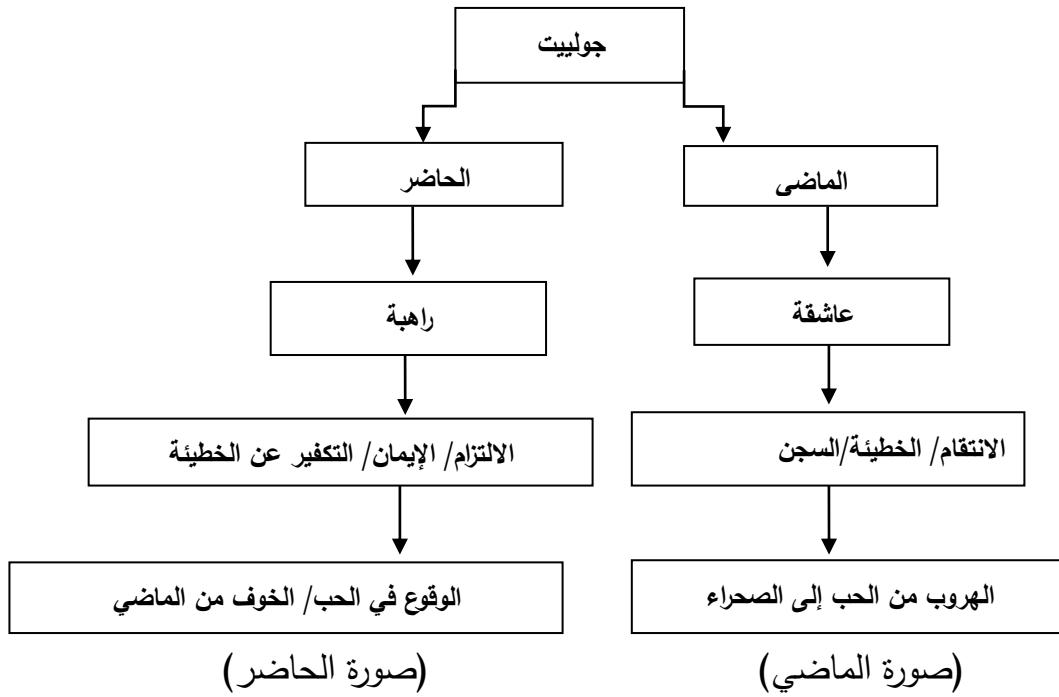 جولييت
الماضى
الحاضر
عاشقة
راهبة
الانتقام/ الخطيئة/السجن
الالتزام/ الإيمان/ التكفير عن الخطيئة
الهروب من الحب إلى الصحراء
الوقوع في الحب/ الخوف من الماضي
(صورة الماضي)
(صورة الحاضر)